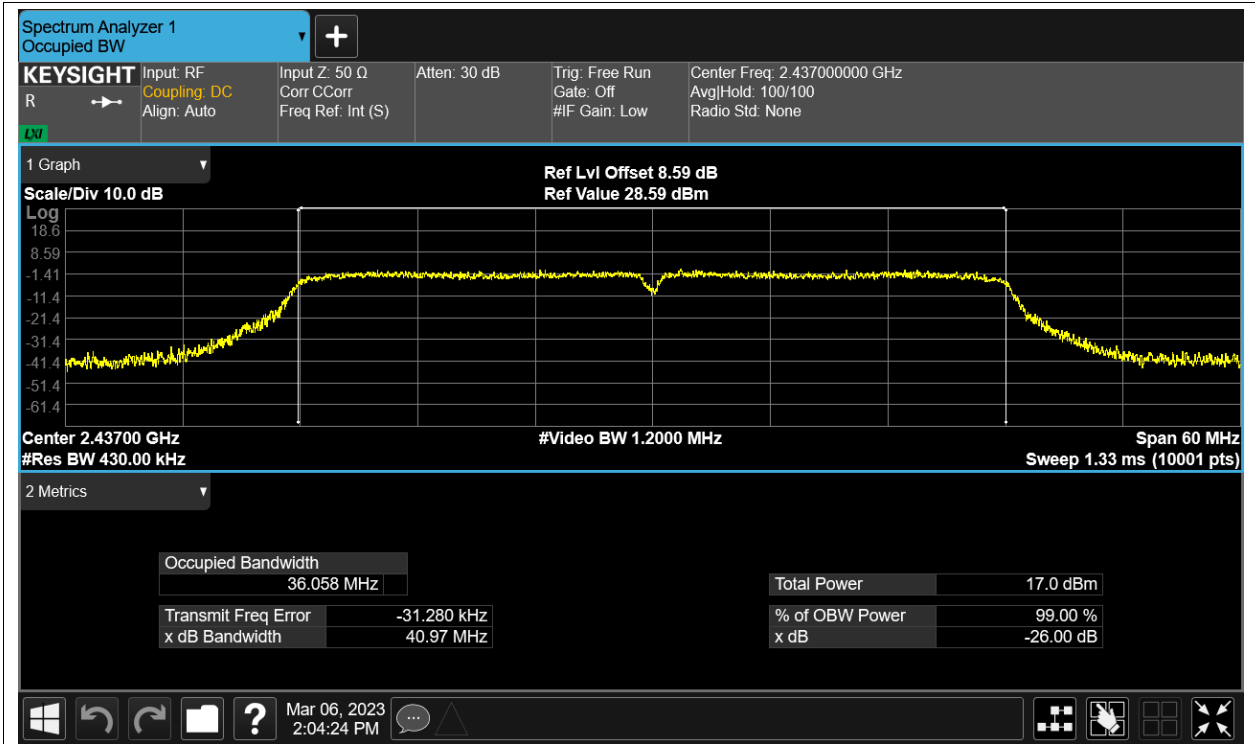 Spectrum Analyzer 1
Occupied BW
KEYSIGHT
R
LXI
Input: RF
Coupling: DC
Align: Auto
Input Z: 50 Ω
Corr CCorr
Freq Ref: Int (S)
Atten: 30 dB
Trig: Free Run
Gate: Off
#IF Gain: Low
Center Freq: 2.437000000 GHz
Avg|Hold: 100/100
Radio Std: None
1 Graph
Scale/Div 10.0 dB
Ref Lvl Offset 8.59 dB
Ref Value 28.59 dBm
Log
18.6
8.59
-1.41
-11.4
-21.4
-31.4
-41.4
-51.4
-61.4
Center 2.43700 GHz
#Video BW 1.2000 MHz
Span 60 MHz
#Res BW 430.00 kHz
Sweep 1.33 ms (10001 pts)
2 Metrics
Occupied Bandwidth
36.058 MHz
Transmit Freq Error -31.280 kHz
x dB Bandwidth 40.97 MHz
Total Power 17.0 dBm
% of OBW Power 99.00 %
x dB -26.00 dB
?
Mar 06, 2023
2:04:24 PM